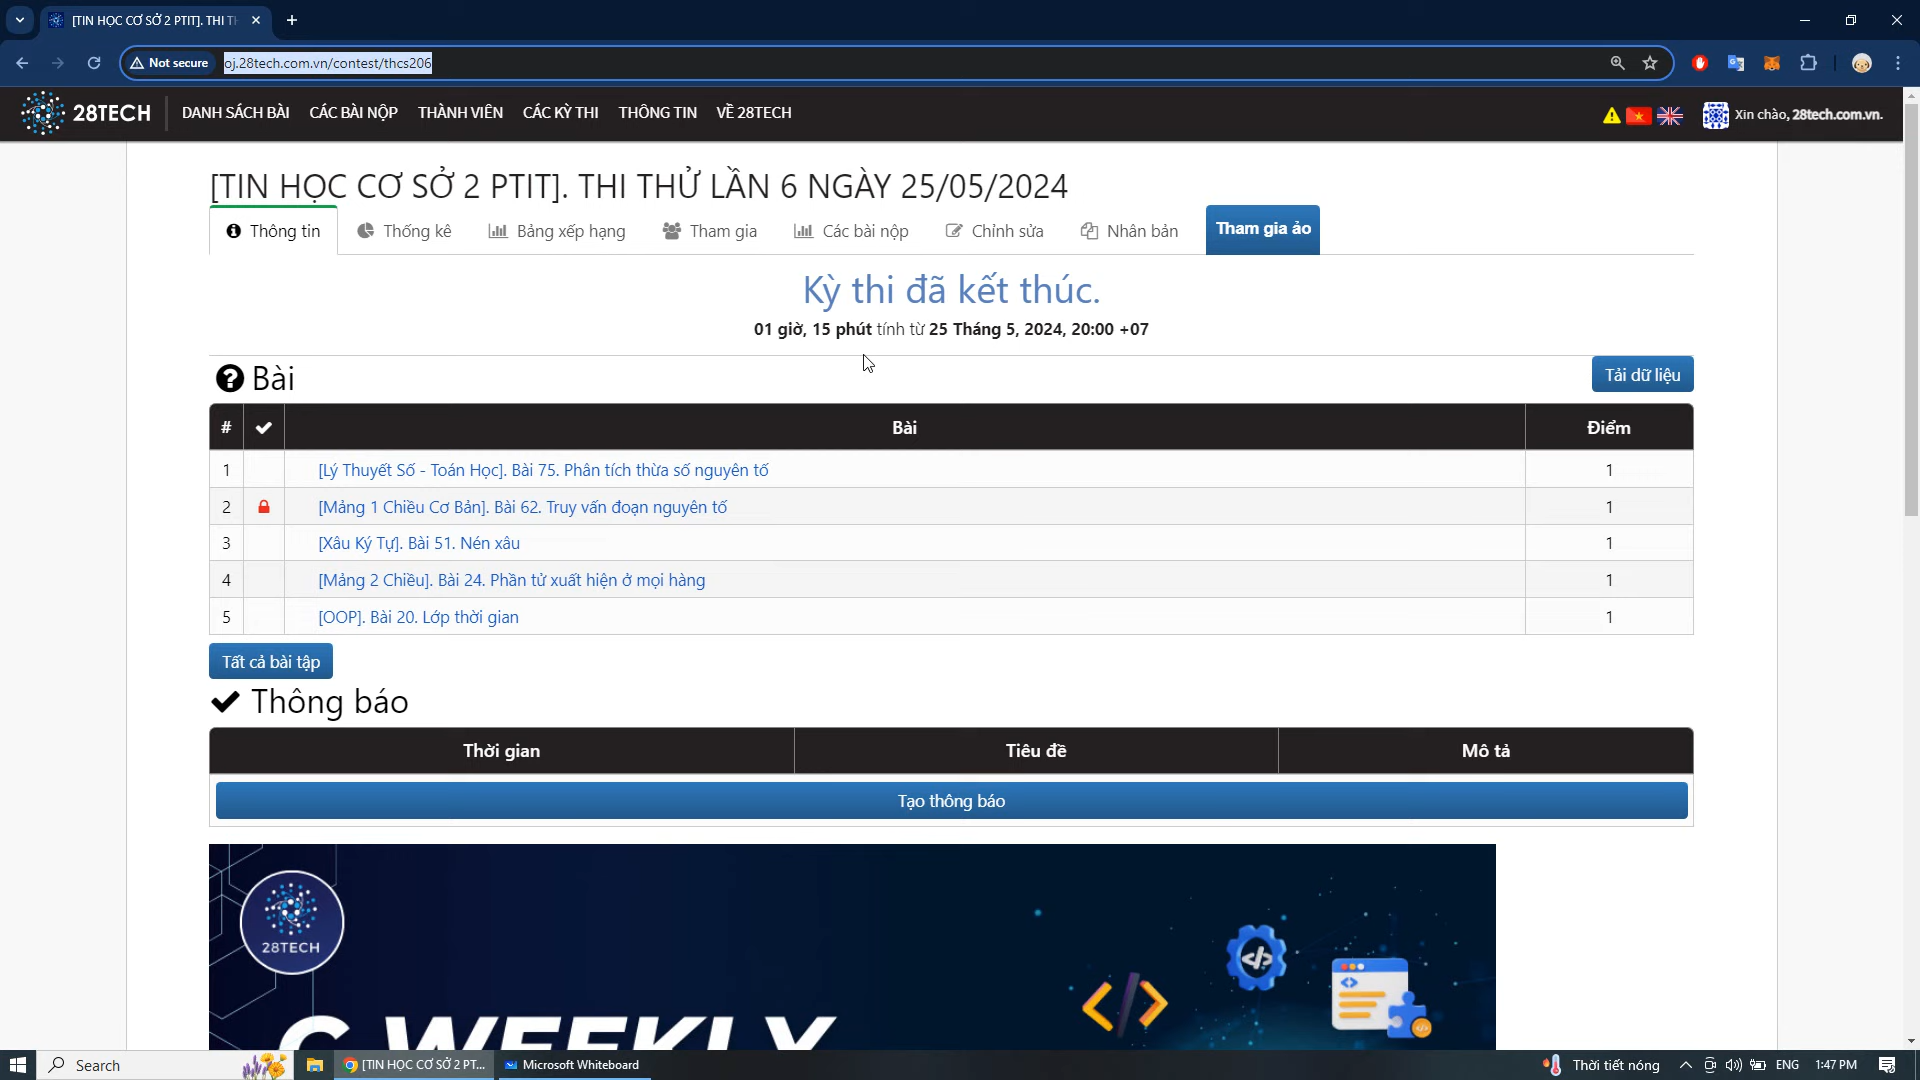 [TIN HỌC CƠ SỞ 2 PTIT]. THI TH
Not secure
oj.28tech.com.vn/contest/thcs206
28TECH
DANH SÁCH BÀI
CÁC BÀI NỘP
THÀNH VIÊN
CÁC KỲ THI
THÔNG TIN
VỀ 28TECH
Xin chào, 28tech.com.vn.
[TIN HỌC CƠ SỞ 2 PTIT]. THI THỬ LẦN 6 NGÀY 25/05/2024
Thông tin
Thống kê
Bảng xếp hạng
Tham gia
Các bài nộp
Chỉnh sửa
Nhân bản
Tham gia ảo
Kỳ thi đã kết thúc.
01 giờ, 15 phút tính từ 25 Tháng 5, 2024, 20:00 +07
Bài
Tải dữ liệu
# Bài Điểm
1 [Lý Thuyết Số - Toán Học]. Bài 75. Phân tích thừa số nguyên tố 1
2 [Mảng 1 Chiều Cơ Bản]. Bài 62. Truy vấn đoạn nguyên tố 1
3 [Xâu Ký Tự]. Bài 51. Nén xâu 1
4 [Mảng 2 Chiều]. Bài 24. Phần tử xuất hiện ở mọi hàng 1
5 [OOP]. Bài 20. Lớp thời gian 1
Tất cả bài tập
Thông báo
Thời gian Tiêu đề Mô tả
Tạo thông báo
28TECH
C WEEKLY
Search
[TIN HỌC CƠ SỞ 2 PT...
Microsoft Whiteboard
Thời tiết nóng
ENG
1:47 PM